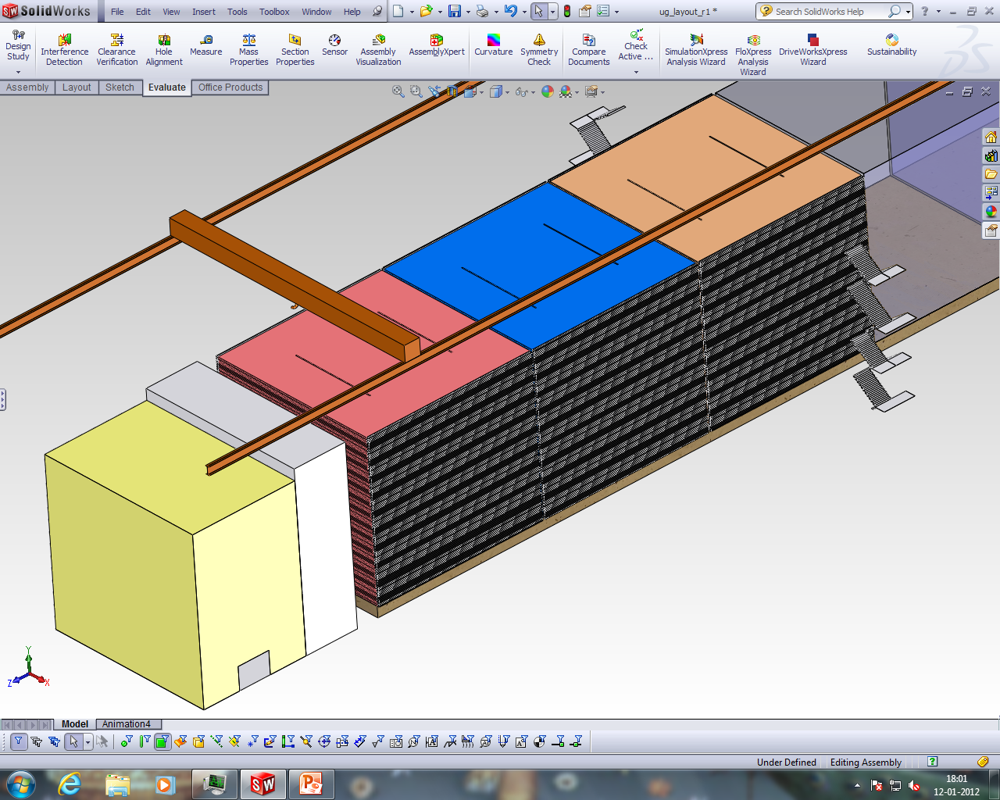 SW SolidWorks File Edit View Insert Tools Toolbox Window Help ug_layout_r1 * Search SolidWorks Help ?
Design Study
Interference Detection
Clearance Verification
Hole Alignment
Measure
Mass Properties
Section Properties
Sensor
Assembly Visualization
AssemblyXpert
Curvature
Symmetry Check
Compare Documents
Check Active ...
SimulationXpress Analysis Wizard
FloXpress Analysis Wizard
DriveWorksXpress Wizard
Sustainability
Assembly Layout Sketch Evaluate Office Products
Y
Z X
Model Animation4
Under Defined Editing Assembly ?
SW
18:01
12-01-2012